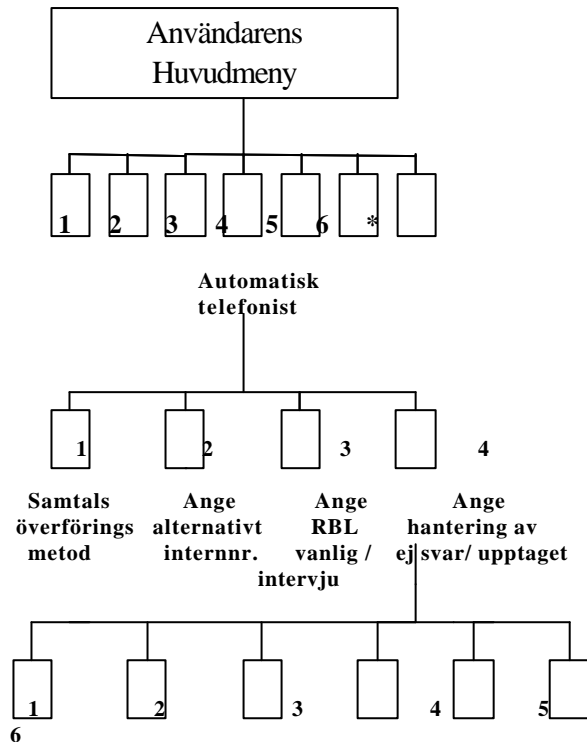 Användarens
Huvudmeny
1 2 3 4 5 6 *
Automatisk
telefonist
1 2 3 4
Samtals Ange Ange Ange
överförings alternativt RBL hantering av
metod internnr. vanlig / ej svar/ upptaget
intervju
1 2 3 4 5
6